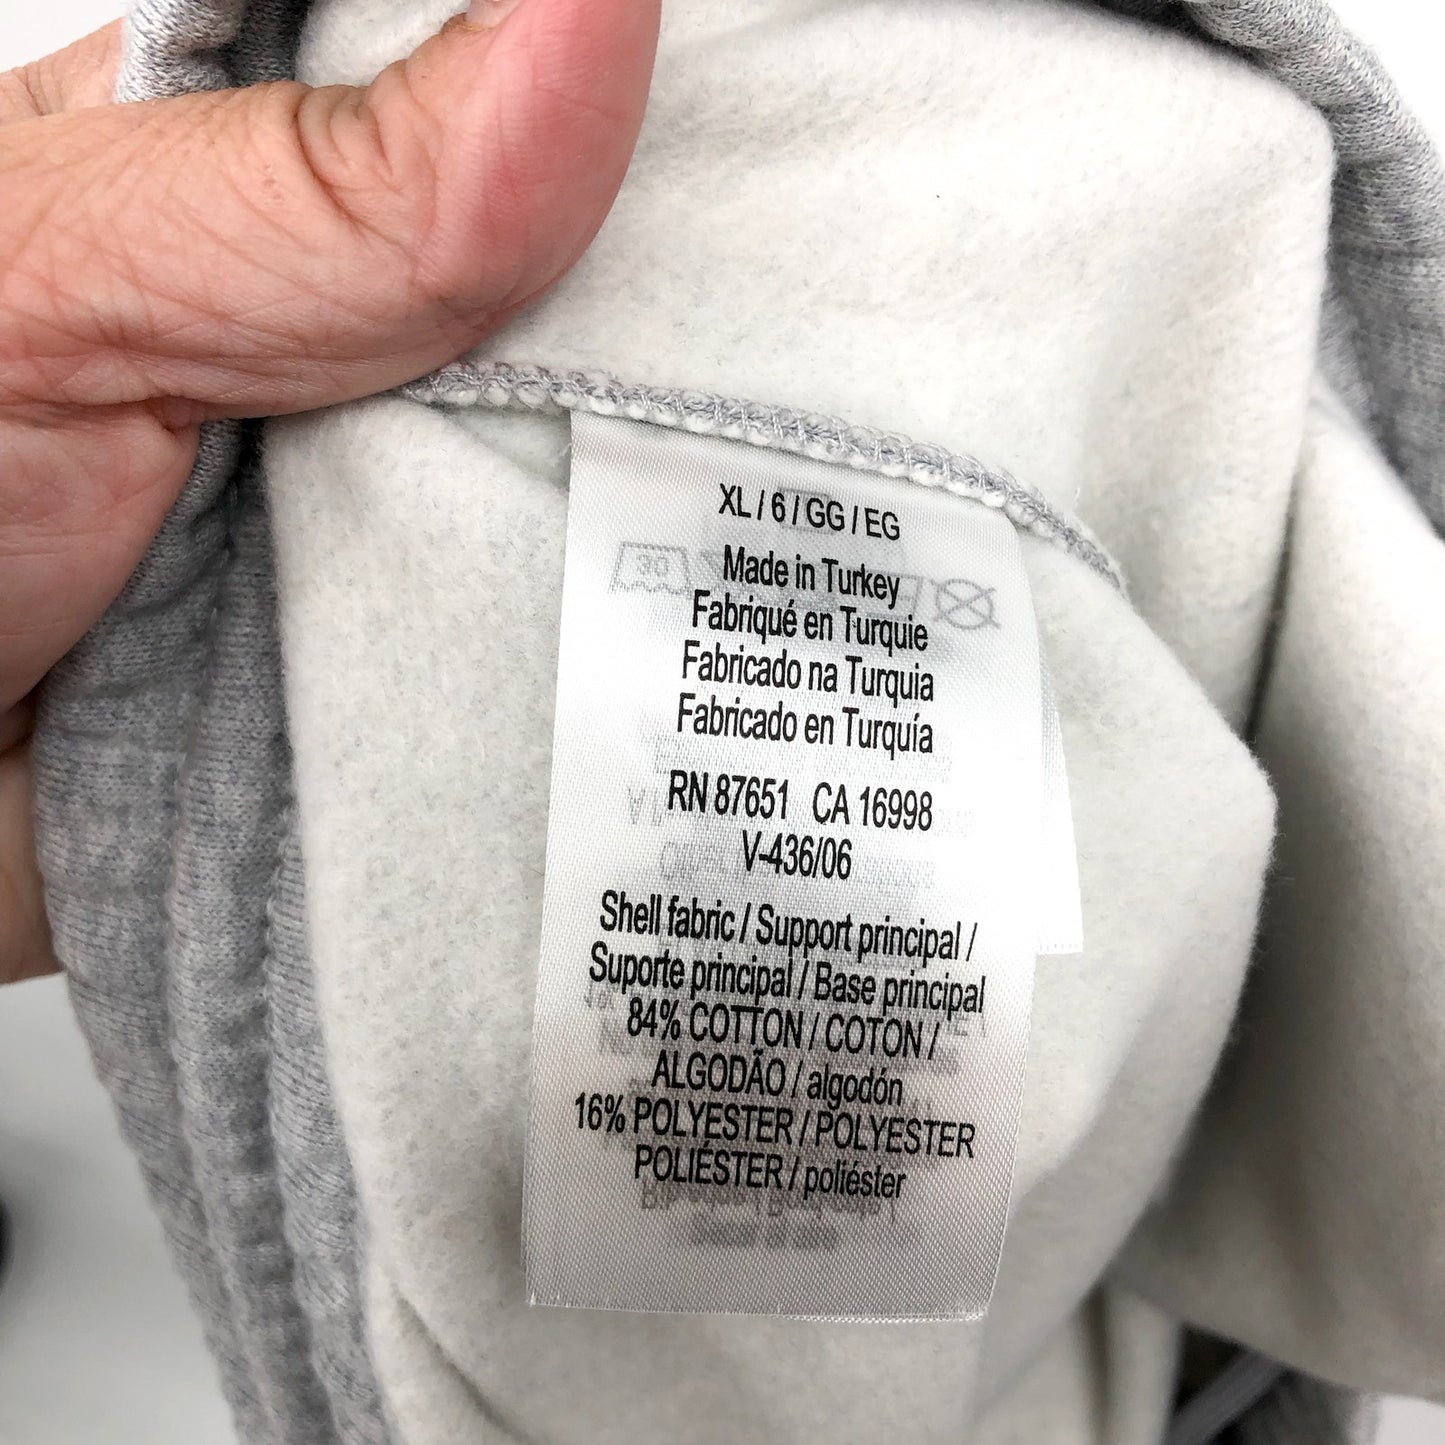 XL / 6 / GG / EG
Made in Turkey
Fabriqué en Turquie
Fabricado na Turquia
Fabricado en Turquía
RN 87651 CA 16998
V-436/06
Shell fabric / Support principal /
Suporte principal / Base principal
84% COTTON / COTON /
ALGODÃO / algodón
16% POLYESTER / POLYESTER
POLIÉSTER / poliéster
30